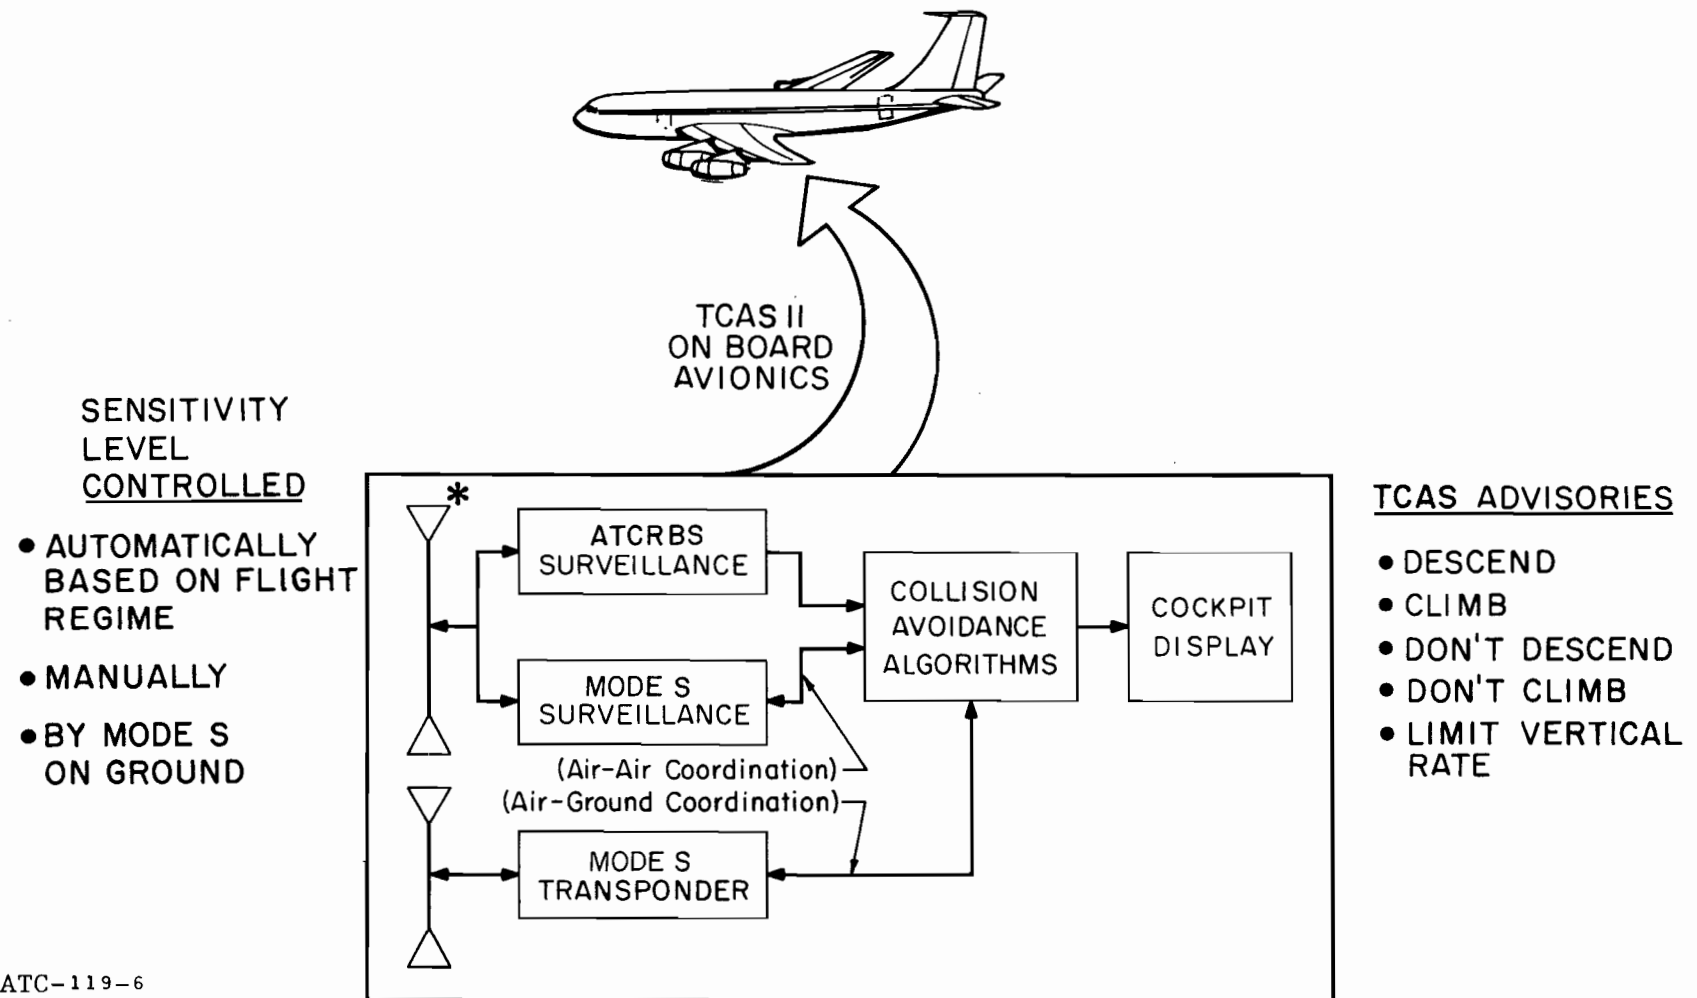 TCAS II
ON BOARD
AVIONICS
SENSITIVITY
LEVEL
CONTROLLED
• AUTOMATICALLY
BASED ON FLIGHT
REGIME
• MANUALLY
• BY MODE S
ON GROUND
*
ATCRBS
SURVEILLANCE
MODE S
SURVEILLANCE
COLLISION
AVOIDANCE
ALGORITHMS
COCKPIT
DISPLAY
(Air-Air Coordination)
(Air-Ground Coordination)
MODE S
TRANSPONDER
TCAS ADVISORIES
• DESCEND
• CLIMB
• DON'T DESCEND
• DON'T CLIMB
• LIMIT VERTICAL
RATE
ATC-119-6